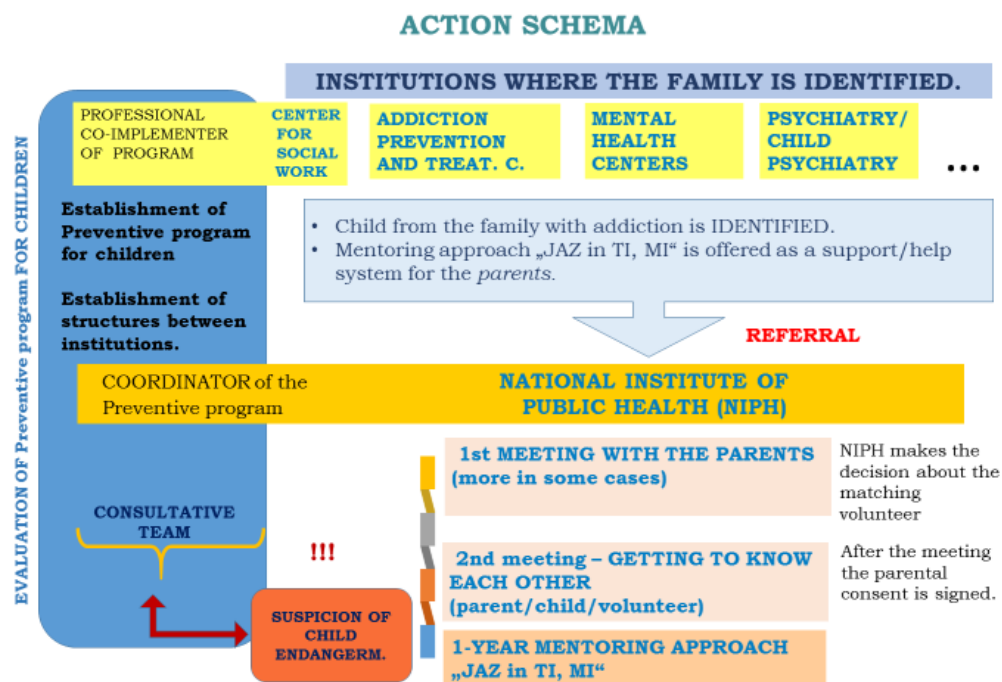 ACTION SCHEMA
INSTITUTIONS WHERE THE FAMILY IS IDENTIFIED.
EVALUATION OF Preventive program FOR CHILDREN
PROFESSIONAL
CO-IMPLEMENTER
OF PROGRAM
CENTER
FOR
SOCIAL
WORK
ADDICTION
PREVENTION
AND TREAT. C.
MENTAL
HEALTH
CENTERS
PSYCHIATRY/
CHILD
PSYCHIATRY
...
Establishment of
Preventive program
for children
Establishment of
structures between
institutions.
• Child from the family with addiction is IDENTIFIED.
• Mentoring approach „JAZ in TI, MI“ is offered as a support/help
system for the parents.
REFERRAL
COORDINATOR of the
Preventive program
NATIONAL INSTITUTE OF
PUBLIC HEALTH (NIPH)
1st MEETING WITH THE PARENTS
(more in some cases)
NIPH makes the
decision about the
matching
volunteer
CONSULTATIVE
TEAM
!!!
2nd meeting – GETTING TO KNOW
EACH OTHER
(parent/child/volunteer)
After the meeting
the parental
consent is signed.
SUSPICION OF
CHILD
ENDANGERM.
1-YEAR MENTORING APPROACH
„JAZ in TI, MI“